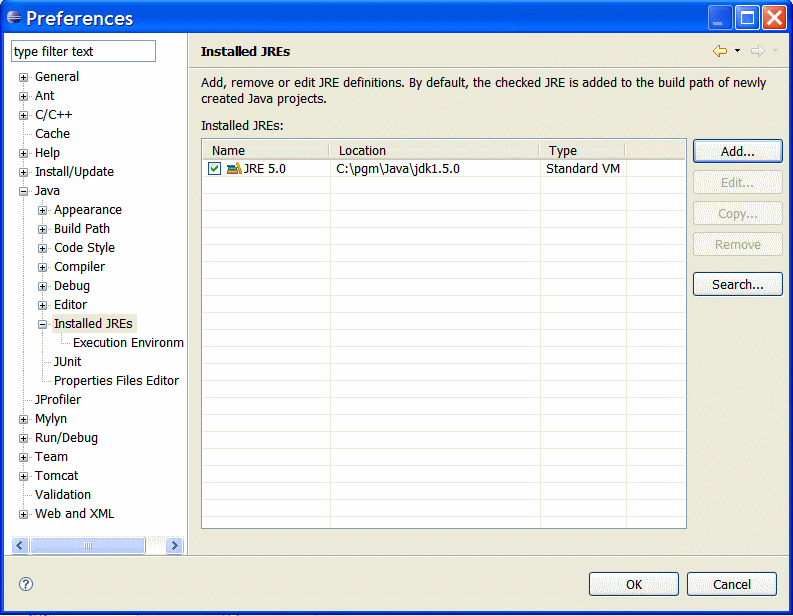 Preferences
type filter text
General
Ant
C/C++
Cache
Help
Install/Update
Java
Appearance
Build Path
Code Style
Compiler
Debug
Editor
Installed JREs
Execution Environm
JUnit
Properties Files Editor
JProfiler
Mylyn
Run/Debug
Team
Tomcat
Validation
Web and XML
Installed JREs
Add, remove or edit JRE definitions. By default, the checked JRE is added to the build path of newly
created Java projects.
Installed JREs:
Name Location Type
JRE 5.0 C:\pgm\Java\jdk1.5.0 Standard VM
Add...
Edit...
Copy...
Remove
Search...
?
OK Cancel